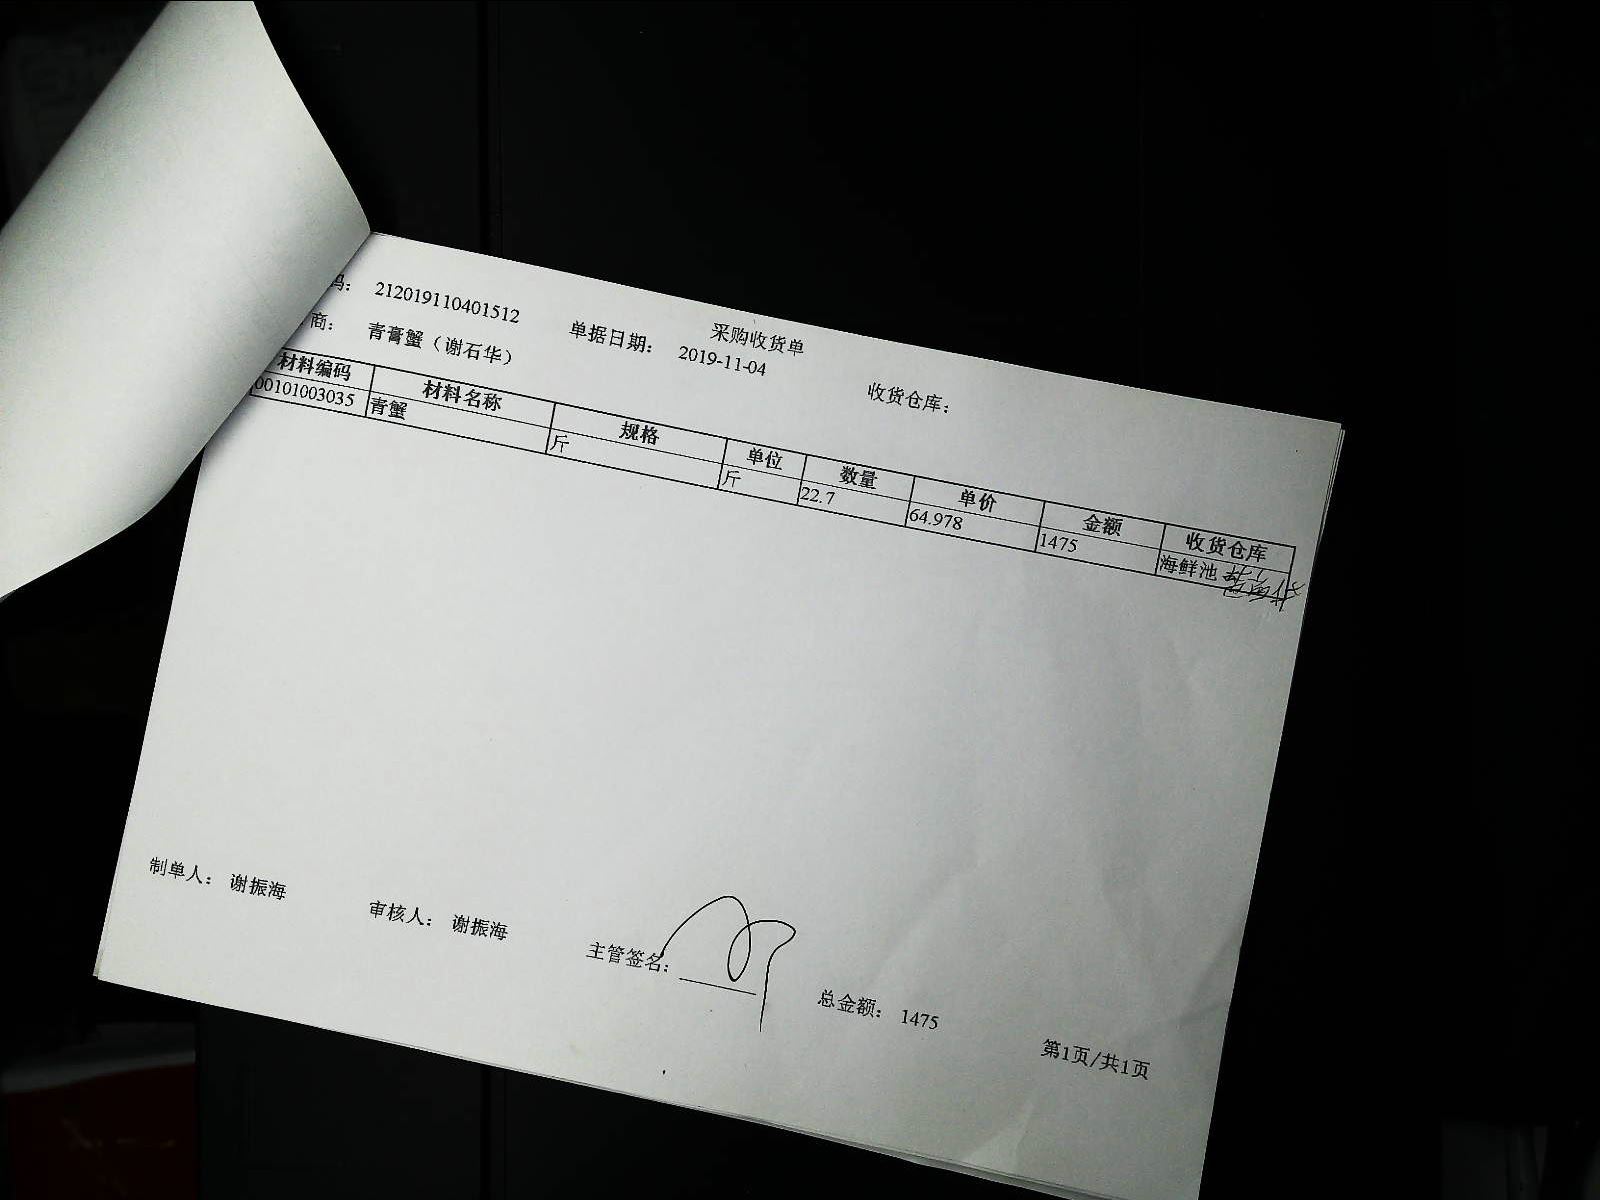 采购收货单
码： 212019110401512 单据日期： 2019-11-04 收货仓库：
商： 青膏蟹（谢石华）
材料编码 材料名称 规格 单位 数量 单价 金额 收货仓库
00101003035 青蟹 斤 斤 22.7 64.978 1475 海鲜池
制单人： 谢振海 审核人： 谢振海 主管签名： 总金额： 1475
第1页/共1页